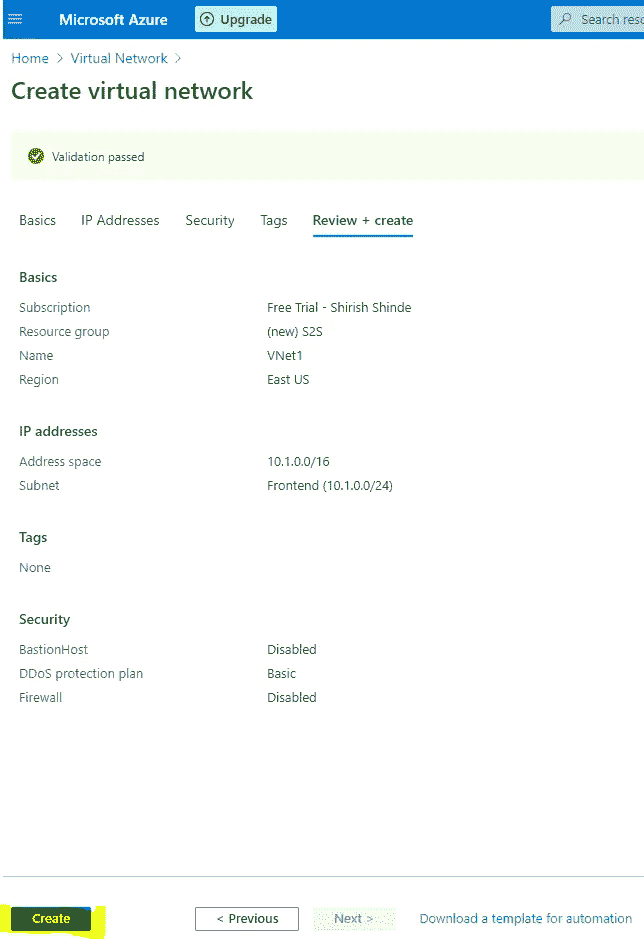 Microsoft Azure Upgrade Search
Home > Virtual Network >
Create virtual network
Validation passed
Basics IP Addresses Security Tags Review + create
Basics
Subscription Free Trial - Shirish Shinde
Resource group (new) S2S
Name VNet1
Region East US
IP addresses
Address space 10.1.0.0/16
Subnet Frontend (10.1.0.0/24)
Tags
None
Security
BastionHost Disabled
DDoS protection plan Basic
Firewall Disabled
Create < Previous Next > Download a template for automation